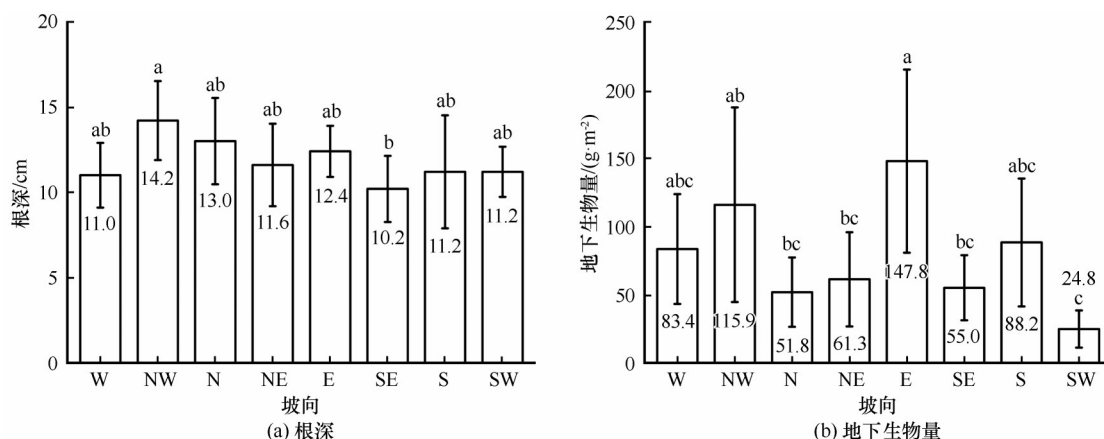 20
15
10
5
0
根深/cm
ab
a
ab
ab
ab
b
ab
ab
11.0
14.2
13.0
11.6
12.4
10.2
11.2
11.2
W NW N NE E SE S SW
坡向
(a) 根深
250
200
150
100
50
0
地下生物量/(g·m⁻²)
abc
ab
bc
bc
a
bc
abc
24.8
c
83.4
115.9
51.8
61.3
147.8
55.0
88.2
W NW N NE E SE S SW
坡向
(b) 地下生物量